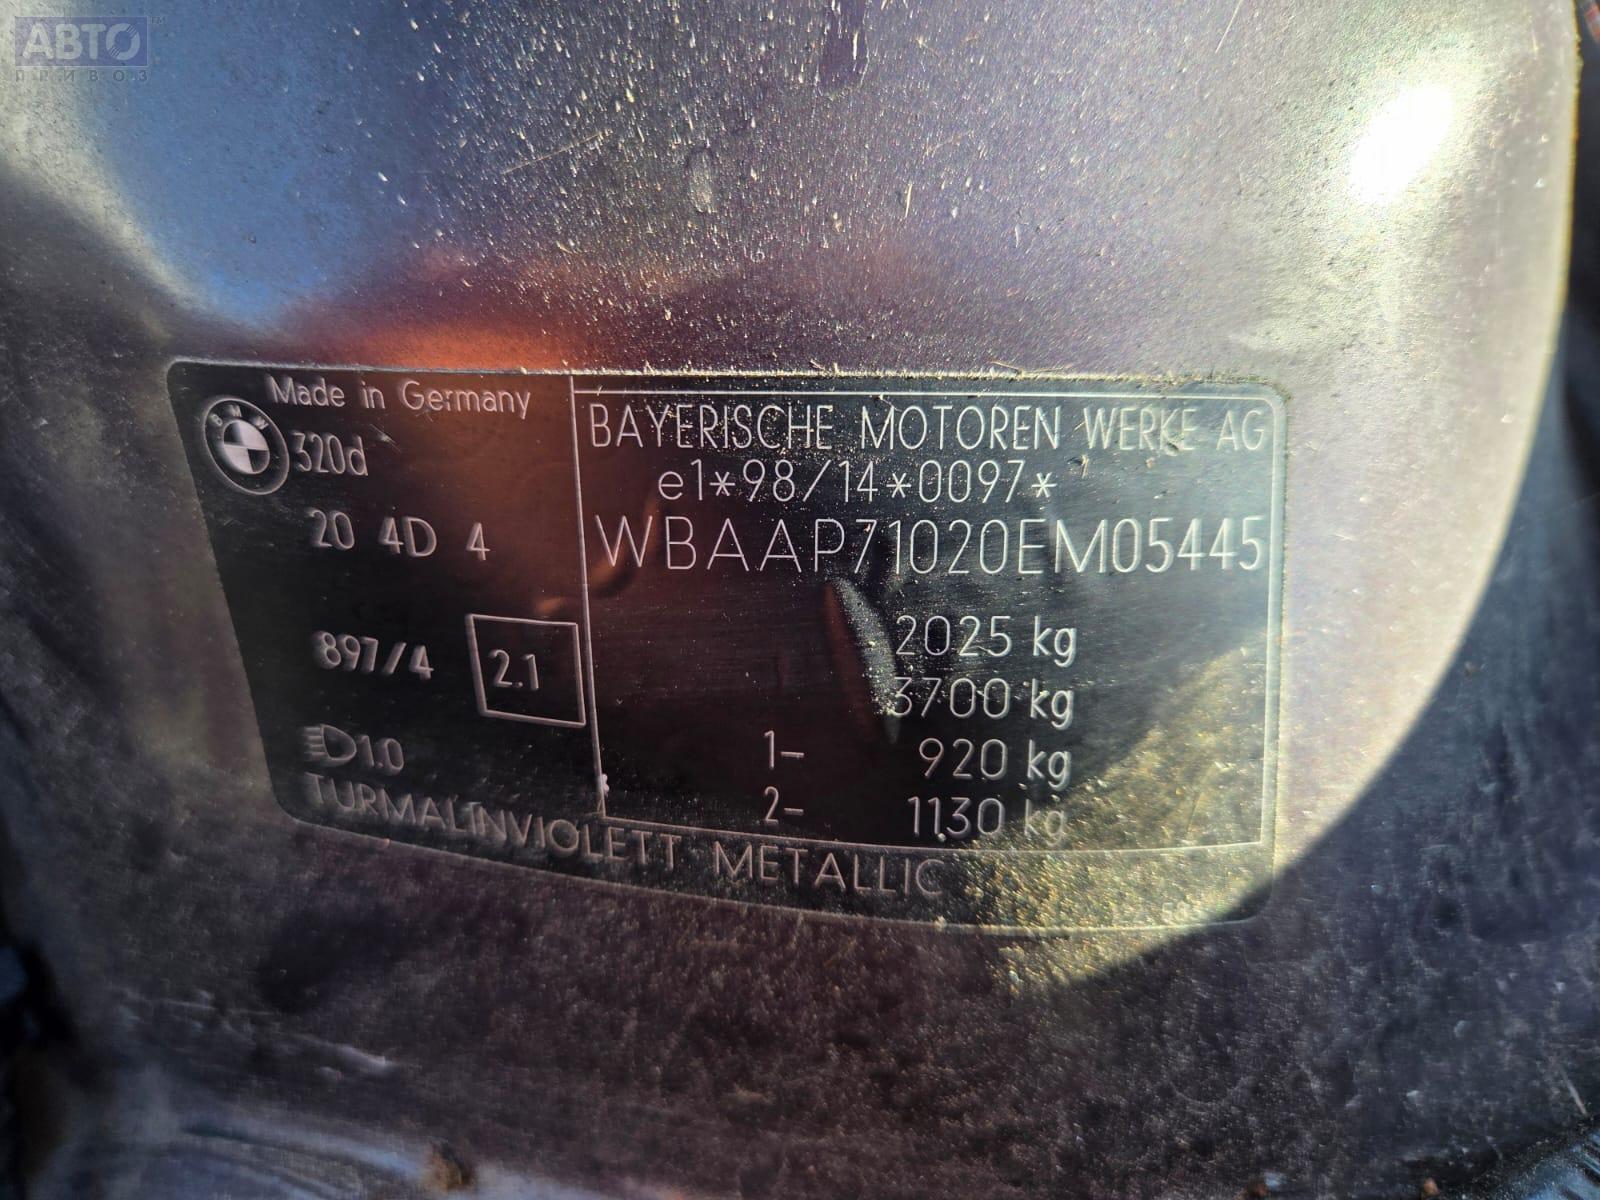 АВТО
ПРИВОЗ
Made in Germany
BMW
320d
20 4D 4
897/4
2.1
1.0
TURMALINVIOLETT METALLIC
BAYERISCHE MOTOREN WERKE AG
e1*98/14*0097*
WBAAP71020EM05445
2025 kg
3700 kg
1- 920 kg
2- 1130 kg